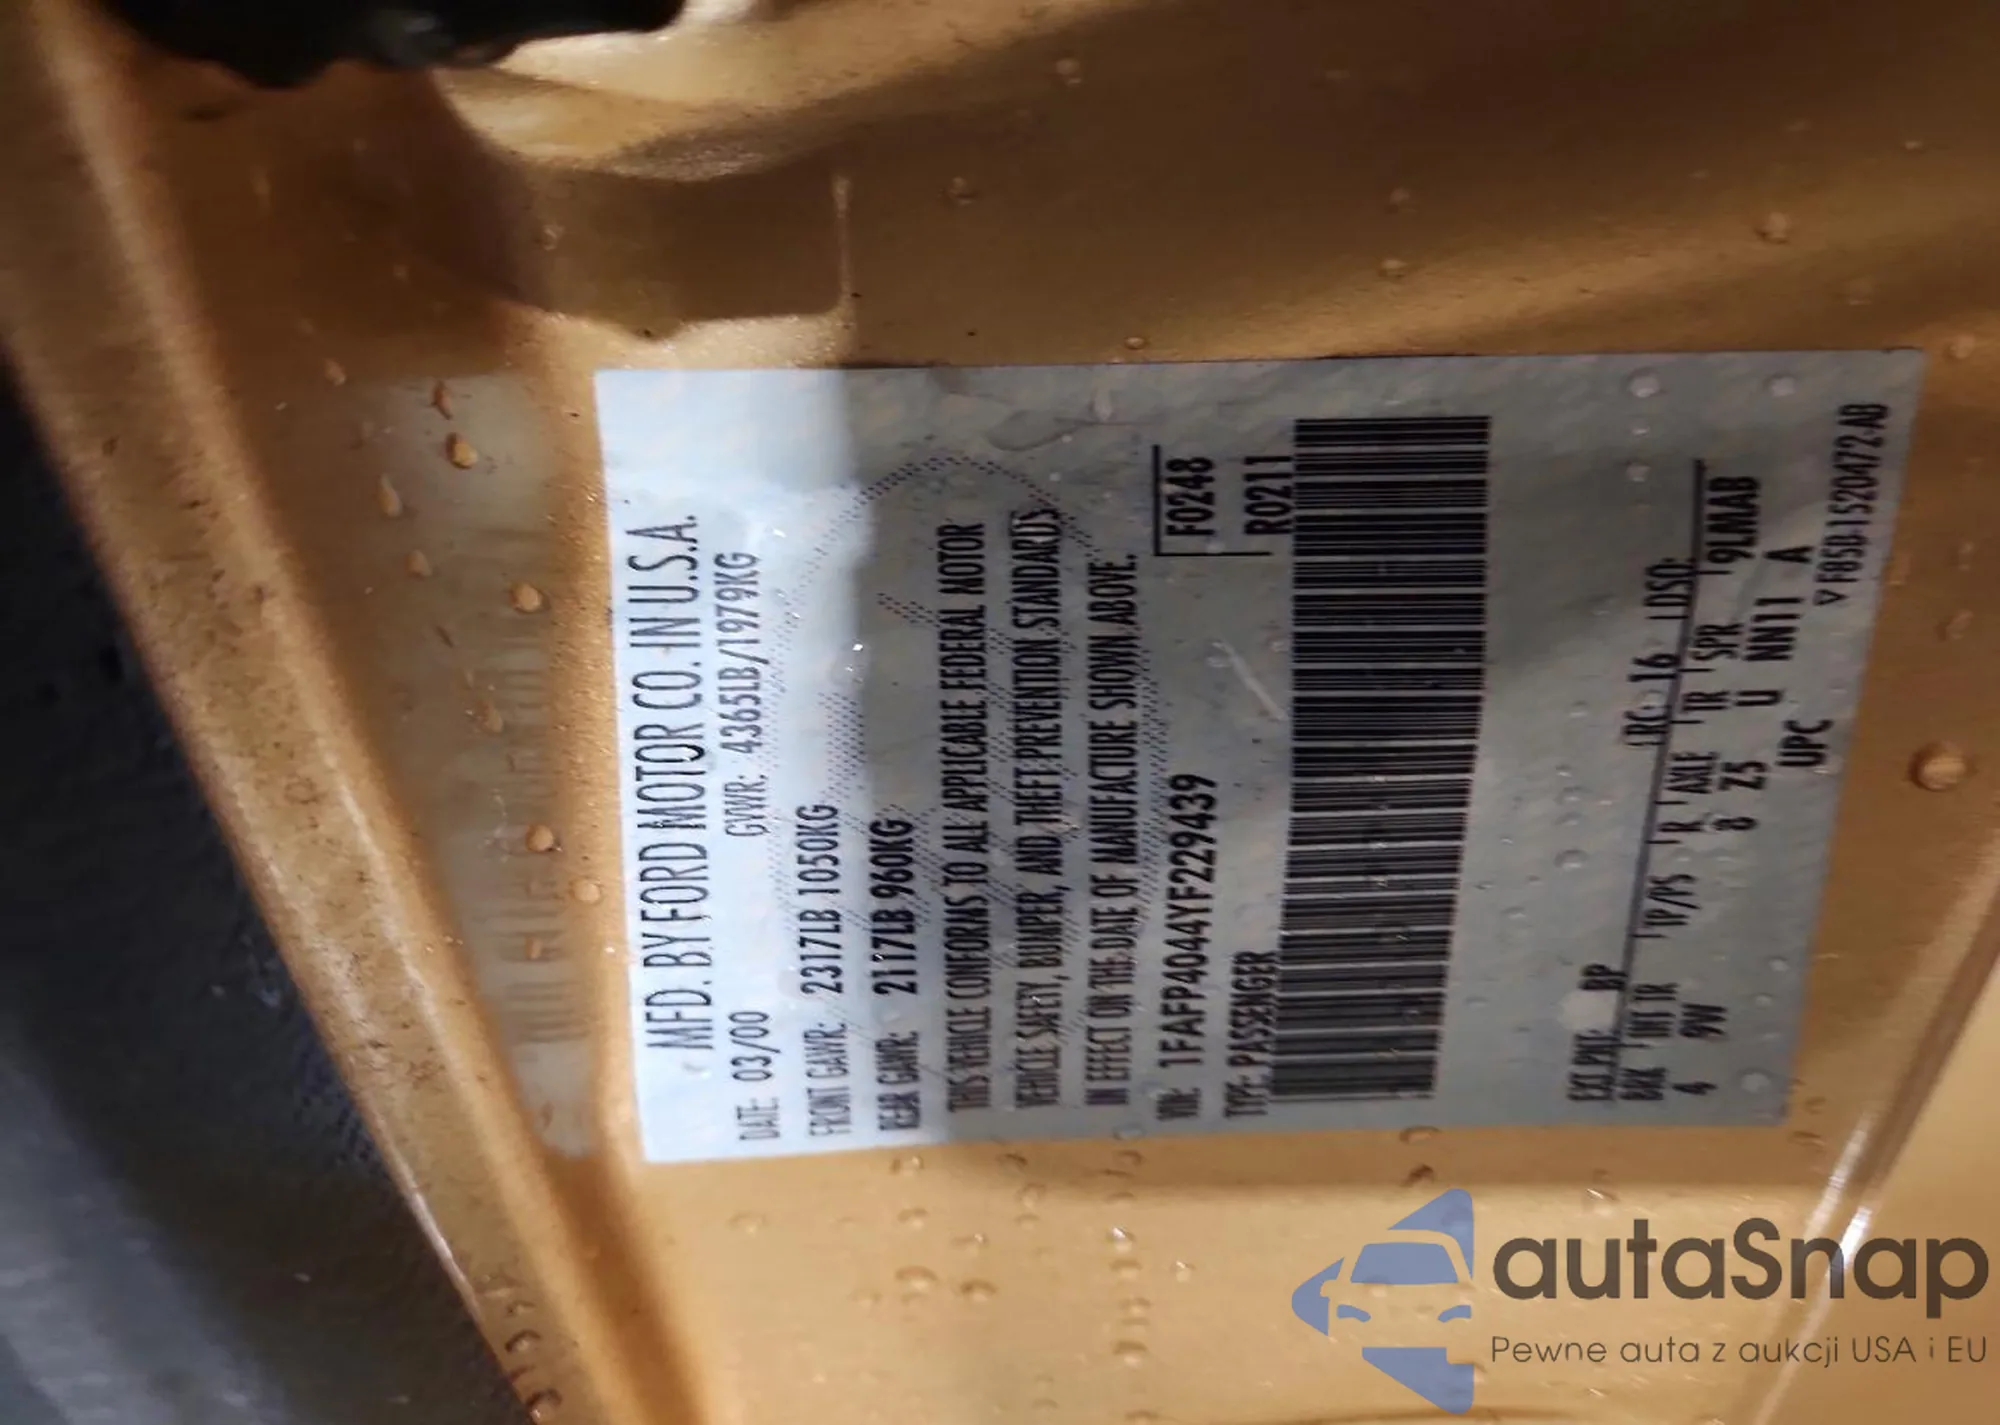 MFD. BY FORD MOTOR CO. IN U.S.A.
DATE: 03/00 GVWR: 4365LB/1979KG
FRONT GAWR: 2317LB 1050KG
REAR GAWR: 2117LB 960KG
THIS VEHICLE CONFORMS TO ALL APPLICABLE FEDERAL MOTOR
VEHICLE SAFETY, BUMPER, AND THEFT PREVENTION STANDARDS
IN EFFECT ON THE DATE OF MANUFACTURE SHOWN ABOVE.
VIN: 1FAFP4044YF229439 F0248
TYPE: PASSENGER R0211
EXT PNT: BP RC: 16 DSO:
BRK INT TR TP/PS R AXLE TR SPR 9LMAB
4 9W 8 Z5 U NN11 A
UPC
▽ F85B-1520472-AB
autaSnap
Pewne auta z aukcji USA i EU